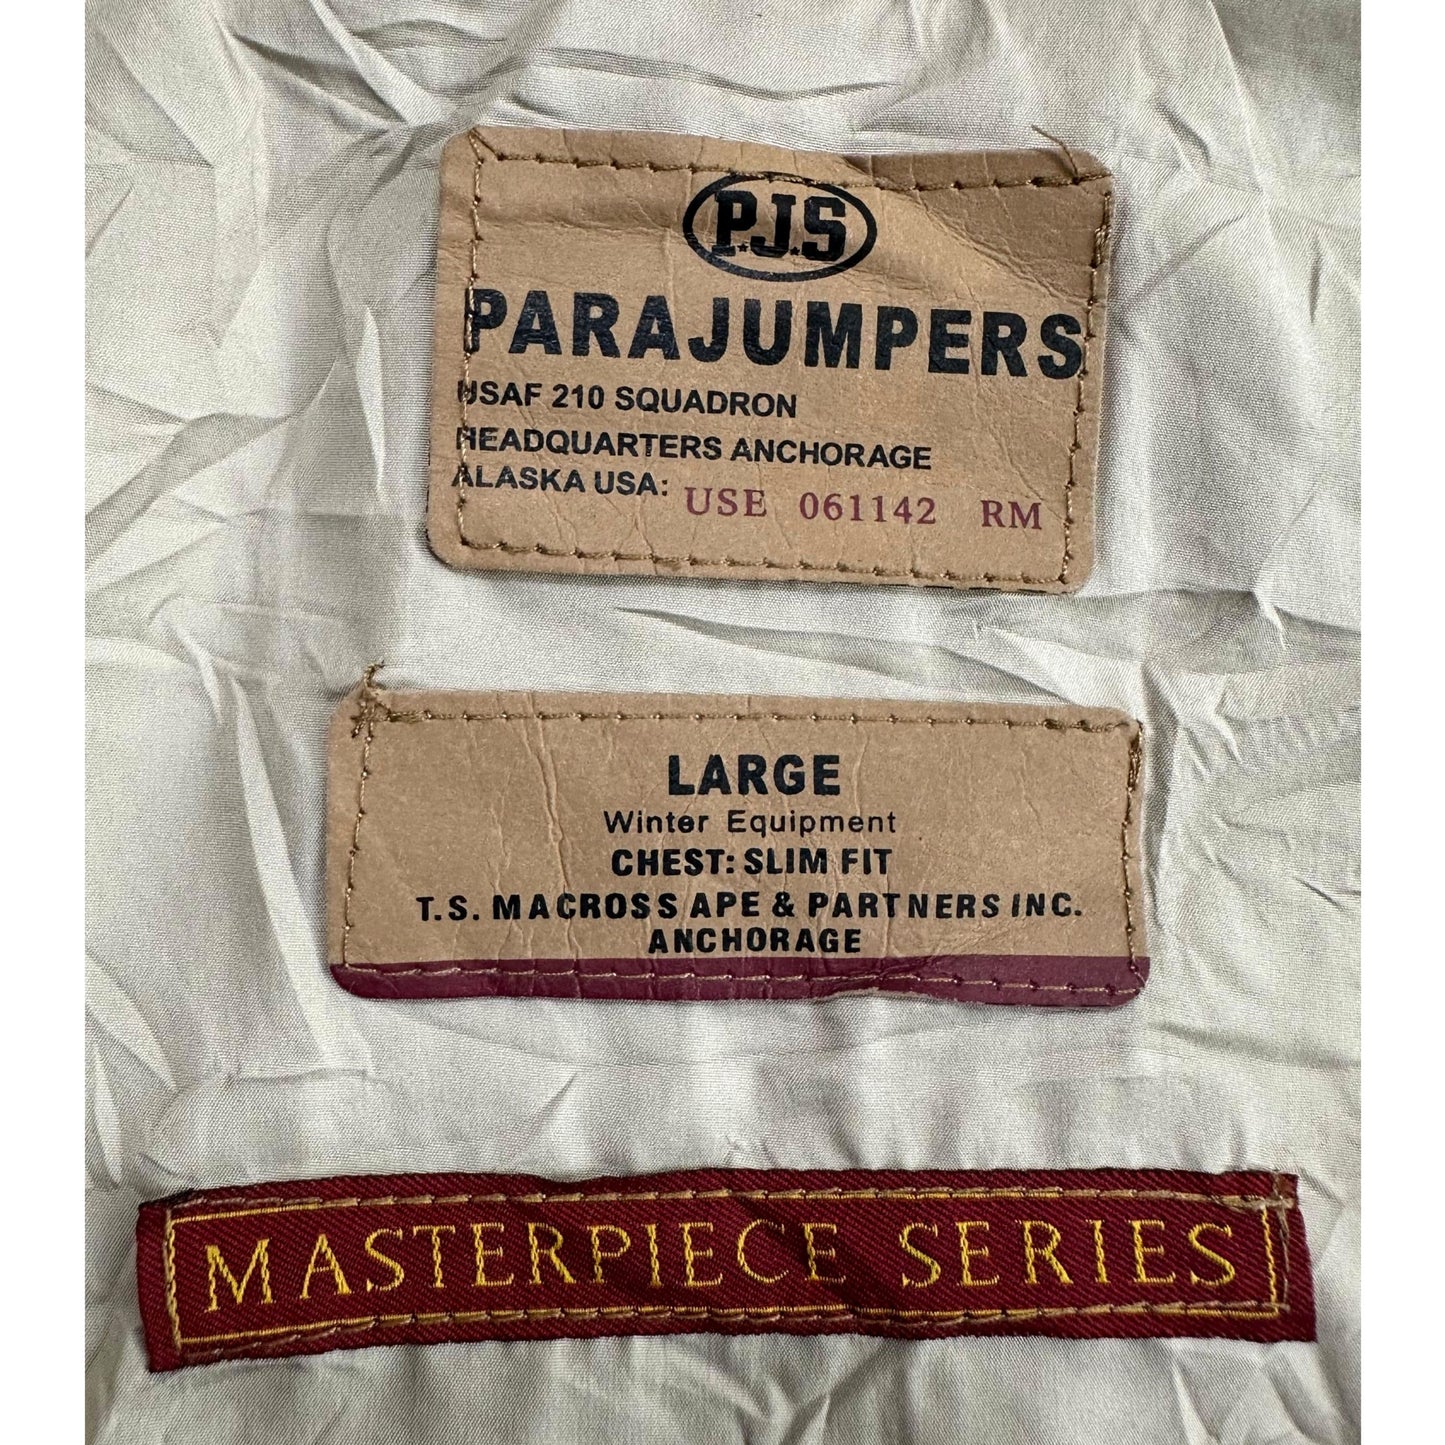 P.J.S
PARAJUMPERS
USAF 210 SQUADRON
HEADQUARTERS ANCHORAGE
ALASKA USA: USE 061142 RM
LARGE
Winter Equipment
CHEST: SLIM FIT
T.S. MACROSS APE & PARTNERS INC.
ANCHORAGE
MASTERPIECE SERIES